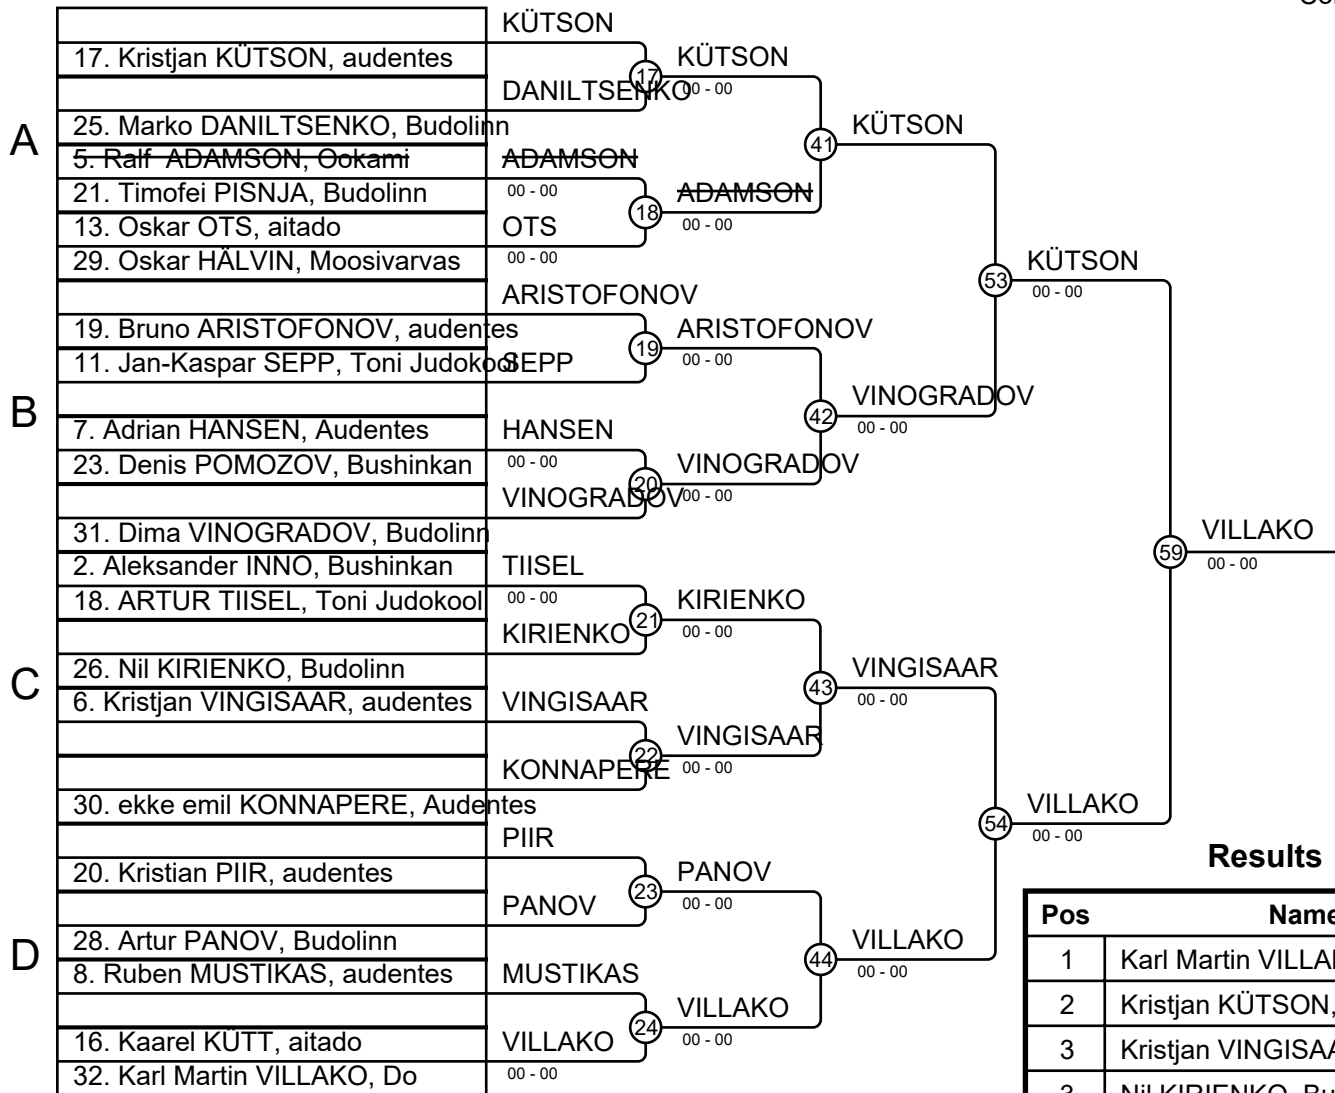 KÜTSON
17. Kristjan KÜTSON, audentes
17
KÜTSON
00 - 00
DANILTSENKO
25. Marko DANILTSENKO, Budolinn
A
41
KÜTSON
5. Ralf ADAMSON, Ookami
ADAMSON
00 - 00
21. Timofei PISNJA, Budolinn
18
ADAMSON
00 - 00
13. Oskar OTS, aitado
OTS
00 - 00
29. Oskar HÄLVIN, Moosivarvas
53
KÜTSON
00 - 00
ARISTOFONOV
19. Bruno ARISTOFONOV, audentes
19
ARISTOFONOV
00 - 00
11. Jan-Kaspar SEPP, Toni Judokool
SEPP
B
42
VINOGRADOV
00 - 00
7. Adrian HANSEN, Audentes
HANSEN
00 - 00
23. Denis POMOZOV, Bushinkan
20
VINOGRADOV
00 - 00
VINOGRADOV
31. Dima VINOGRADOV, Budolinn
59
VILLAKO
00 - 00
2. Aleksander INNO, Bushinkan
TIISEL
00 - 00
18. ARTUR TIISEL, Toni Judokool
21
KIRIENKO
00 - 00
KIRIENKO
26. Nil KIRIENKO, Budolinn
C
43
VINGISAAR
00 - 00
6. Kristjan VINGISAAR, audentes
VINGISAAR
22
VINGISAAR
00 - 00
KONNAPERE
30. ekke emil KONNAPERE, Audentes
54
VILLAKO
00 - 00
PIIR
20. Kristian PIIR, audentes
23
PANOV
00 - 00
PANOV
28. Artur PANOV, Budolinn
D
44
VILLAKO
00 - 00
8. Ruben MUSTIKAS, audentes
MUSTIKAS
24
VILLAKO
00 - 00
16. Kaarel KÜTT, aitado
VILLAKO
00 - 00
32. Karl Martin VILLAKO, Do
Results
Pos Name
1 Karl Martin
2 Kristjan KÜTSON,
3 Kristjan
3 Nil KIRIENKO,